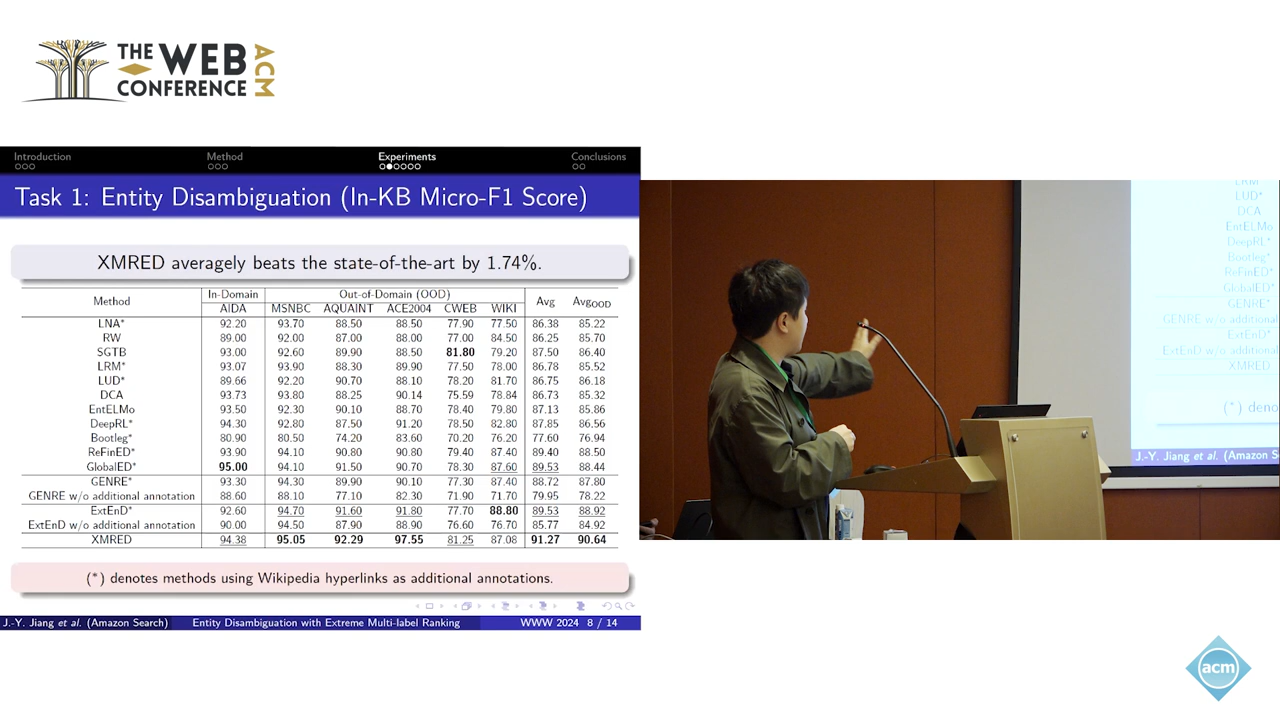 THE WEB
CONFERENCE
ACM
Introduction Method Experiments Conclusions
Task 1: Entity Disambiguation (In-KB Micro-F1 Score)
XMRED averagely beats the state-of-the-art by 1.74%.
Method In-Domain Out-of-Domain (OOD) Avg AvgOOD
AIDA MSNBC AQUAINT ACE2004 CWEB WIKI
LNA* 92.20 93.70 88.50 88.50 77.90 77.50 86.38 85.22
RW 89.00 92.00 87.00 88.00 77.00 84.50 86.25 85.70
SGTB 93.00 92.60 89.90 88.50 81.80 79.20 87.50 86.40
LRM* 93.07 93.90 88.30 89.90 77.50 78.00 86.78 85.52
LUD* 89.66 92.20 90.70 88.10 78.20 81.70 86.75 86.18
DCA 93.73 93.80 88.25 90.14 75.59 78.84 86.73 85.32
EntELMo 93.50 92.30 90.10 88.70 78.40 79.80 87.13 85.86
DeepRL* 94.30 92.80 87.50 91.20 78.50 82.80 87.85 86.56
Bootleg* 80.90 80.50 74.20 83.60 70.20 76.20 77.60 76.94
ReFinED* 93.90 94.10 90.80 90.80 79.40 87.40 89.40 88.50
GlobalED* 95.00 94.10 91.50 90.70 78.30 87.60 89.53 88.44
GENRE* 93.30 94.30 89.90 90.10 77.30 87.40 88.72 87.80
GENRE w/o additional annotation 88.60 88.10 77.10 82.30 71.90 71.70 79.95 78.22
ExtEnD* 92.60 94.70 91.60 91.80 77.70 88.80 89.53 88.92
ExtEnD w/o additional annotation 90.00 94.50 87.90 88.90 76.60 76.70 85.77 84.92
XMRED 94.38 95.05 92.29 97.55 81.25 87.08 91.27 90.64
(*) denotes methods using Wikipedia hyperlinks as additional annotations.
J.-Y. Jiang et al. (Amazon Search) Entity Disambiguation with Extreme Multi-label Ranking WWW 2024 8 / 14
LRM*
LUD*
DCA
EntELMo
DeepRL*
Bootleg*
ReFinED*
GlobalED*
GENRE*
GENRE w/o additional
ExtEnD*
ExtEnD w/o additional
XMRED
(*) deno
J.-Y. Jiang et al. (Amazon S
acm